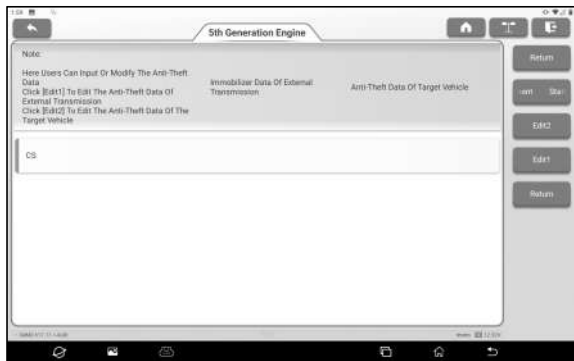 5th Generation Engine
Note:
Here Users Can Input Or Modify The Anti-Theft
Data
Click [Edit1] To Edit The Anti-Theft Data Of
External Transmission
Click [Edit2] To Edit The Anti-Theft Data Of The
Target Vehicle
Immobilizer Data Of External
Transmission
Anti-Theft Data Of Target Vehicle
CS
Return
Edit2
Edit1
Return